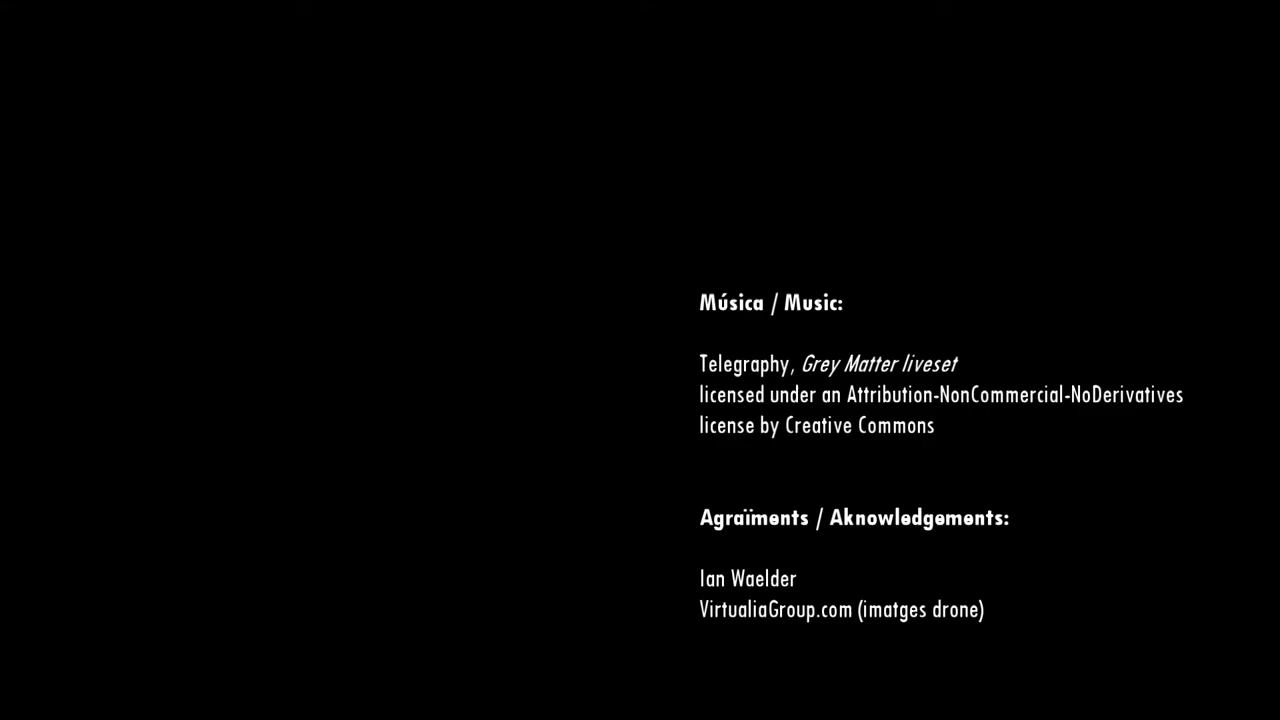 Música / Music:
Telegraphy, Grey Matter liveset
licensed under an Attribution-NonCommercial-NoDerivatives
license by Creative Commons
Agraïments / Aknowledgements:
Ian Waelder
VirtualiaGroup.com (imatges drone)